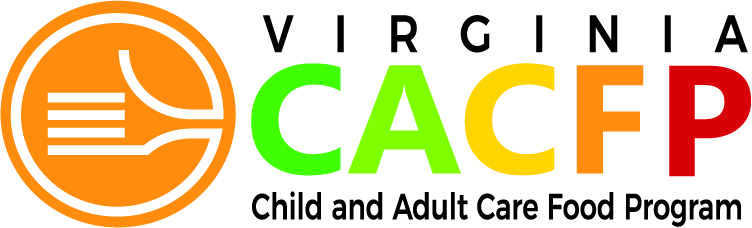 VIRGINIA
CACFP
Child and Adult Care Food Program